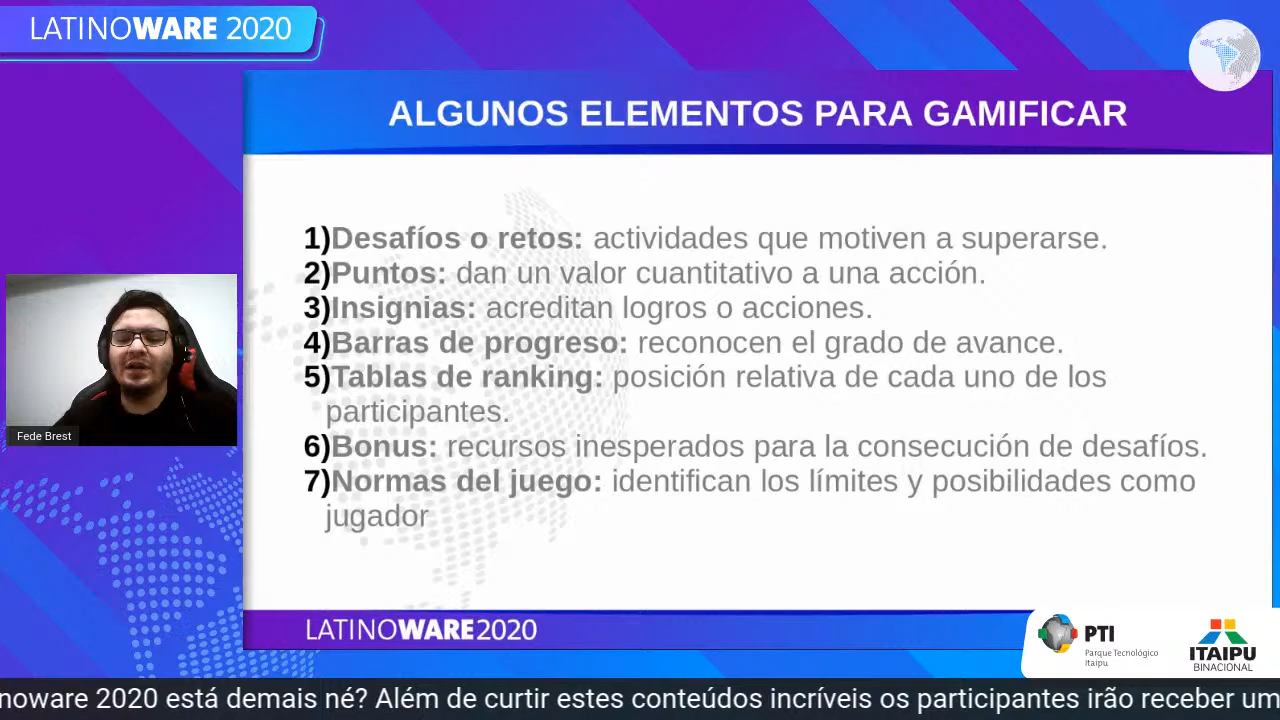 LATINOWARE 2020
ALGUNOS ELEMENTOS PARA GAMIFICAR
1)Desafíos o retos: actividades que motiven a superarse.
2)Puntos: dan un valor cuantitativo a una acción.
3)Insignias: acreditan logros o acciones.
4)Barras de progreso: reconocen el grado de avance.
5)Tablas de ranking: posición relativa de cada uno de los
participantes.
6)Bonus: recursos inesperados para la consecución de desafíos.
7)Normas del juego: identifican los límites y posibilidades como
jugador
Fede Brest
LATINOWARE2020
PTI
Parque Tecnológico
Itaipu
ITAIPU
BINACIONAL
noware 2020 está demais né? Além de curtir estes conteúdos incríveis os participantes irão receber um